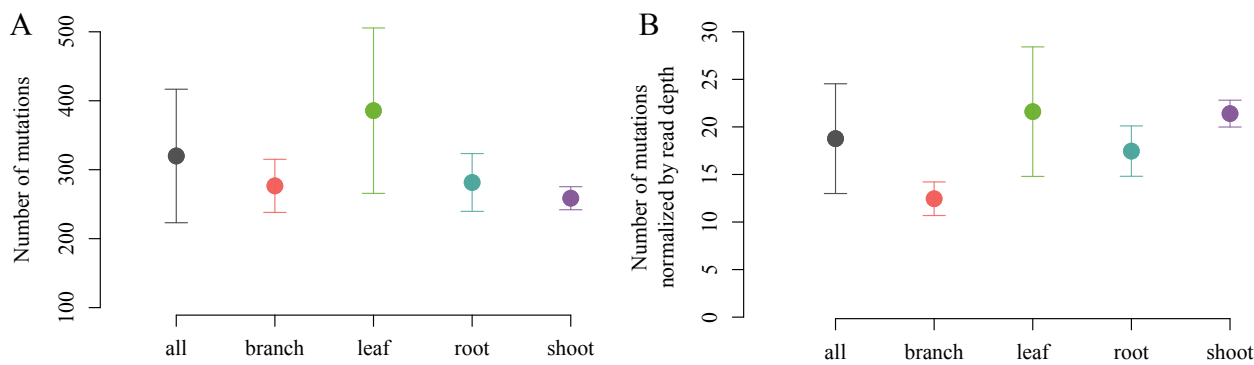 A
Number of mutations
500
400
300
200
100
all branch leaf root shoot
B
Number of mutations
normalized by read depth
30
25
20
15
10
5
0
all branch leaf root shoot